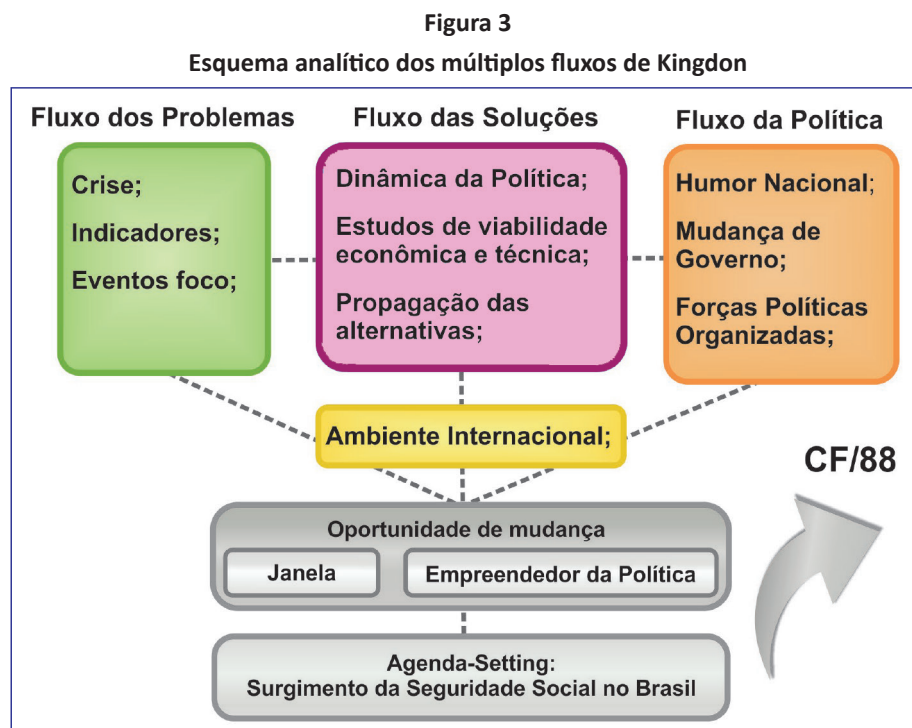 Figura 3
Esquema analítico dos múltiplos fluxos de Kingdon
Fluxo dos Problemas
Crise;
Indicadores;
Eventos foco;
Fluxo das Soluções
Dinâmica da Política;
Estudos de viabilidade
econômica e técnica;
Propagação das
alternativas;
Fluxo da Política
Humor Nacional;
Mudança de
Governo;
Forças Políticas
Organizadas;
Ambiente Internacional;
CF/88
Oportunidade de mudança
Janela
Empreendedor da Política
Agenda-Setting:
Surgimento da Seguridade Social no Brasil